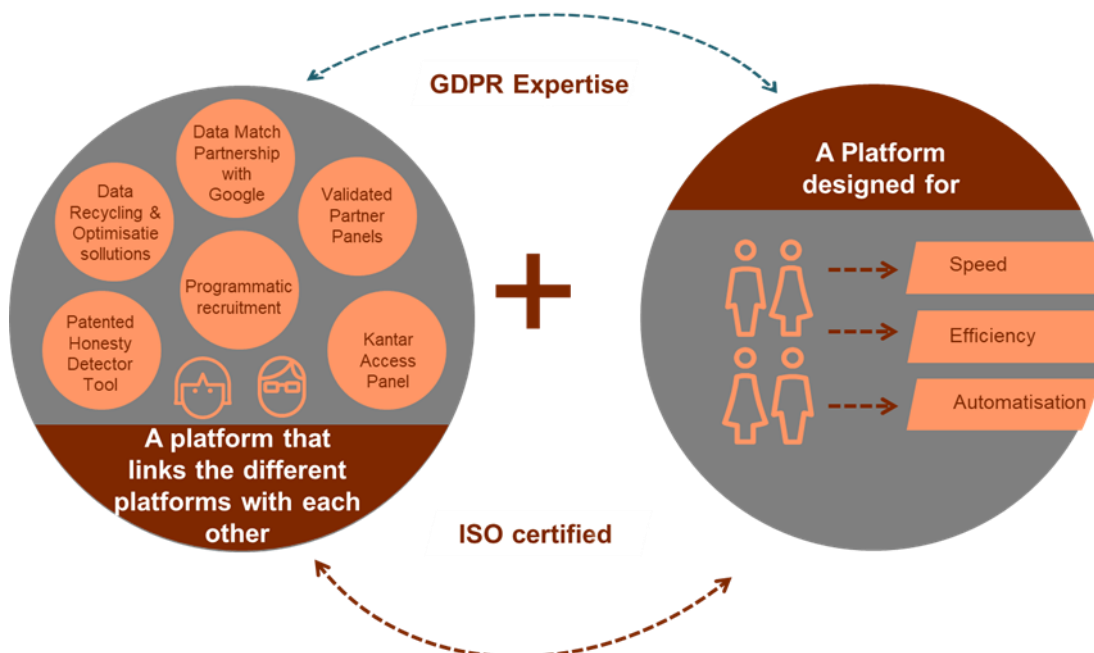 GDPR Expertise
Data Match
Partnership
with
Google
Data
Recycling &
Optimisatie
sollutions
Validated
Partner
Panels
Programmatic
recruitment
Patented
Honesty
Detector
Tool
Kantar
Access
Panel
A platform that
links the different
platforms with each
other
A Platform
designed for
Speed
Efficiency
Automatisation
ISO certified